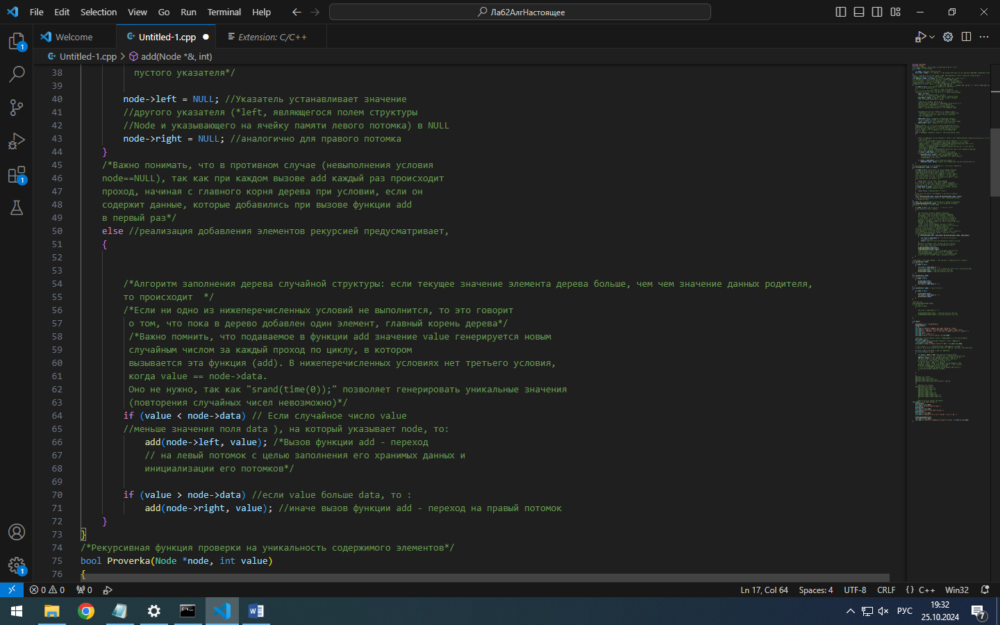 File Edit Selection View Go Run Terminal Help
Лаб2АлгНастоящее
Welcome
Untitled-1.cpp
Extension: C/C++
Untitled-1.cpp > add(Node *&, int)
38 пустого указателя*/
39
40 node->left = NULL; //Указатель устанавливает значение
41 //другого указателя (*left, являющегося полем структуры
42 //Node и указывающего на ячейку памяти левого потомка) в NULL
43 node->right = NULL; //аналогично для правого потомка
44 }
45 /*Важно понимать, что в противном случае (невыполнения условия
46 node==NULL), так как при каждом вызове add каждый раз происходит
47 проход, начиная с главного корня дерева при условии, если он
48 содержит данные, которые добавились при вызове функции add
49 в первый раз*/
50 else //реализация добавления элементов рекурсией предусматривает,
51 {
52
53
54 /*Алгоритм заполнения дерева случайной структуры: если текущее значение элемента дерева больше, чем чем значение данных родителя,
55 то происходит  */
56 /*Если ни одно из нижеперечисленных условий не выполнится, то это говорит
57 о том, что пока в дерево добавлен один элемент, главный корень дерева*/
58 /*Важно помнить, что подаваемое в функции add значение value генерируется новым
59 случайным числом за каждый проход по циклу, в котором
60 вызывается эта функция (add). В нижеперечисленных условиях нет третьего условия,
61 когда value == node->data.
62 Оно не нужно, так как "srand(time(0));" позволяет генерировать уникальные значения
63 (повторения случайных чисел невозможно)*/
64 if (value < node->data) // Если случайное число value
65 //меньше значения поля data ), на который указывает node, то:
66 add(node->left, value); /*Вызов функции add - переход
67 // на левый потомок с целью заполнения его хранимых данных и
68 инициализации его потомков*/
69
70 if (value > node->data) //если value больше data, то :
71 add(node->right, value); //иначе вызов функции add - переход на правый потомок
72 }
73 }
74 /*Рекурсивная функция проверки на уникальность содержимого элементов*/
75 bool Proverka(Node *node, int value)
76 {
1
1
1
0 0 0 Ln 17, Col 64 Spaces: 4 UTF-8 CRLF {} C++ Win32
РУС
19:32
25.10.2024
7